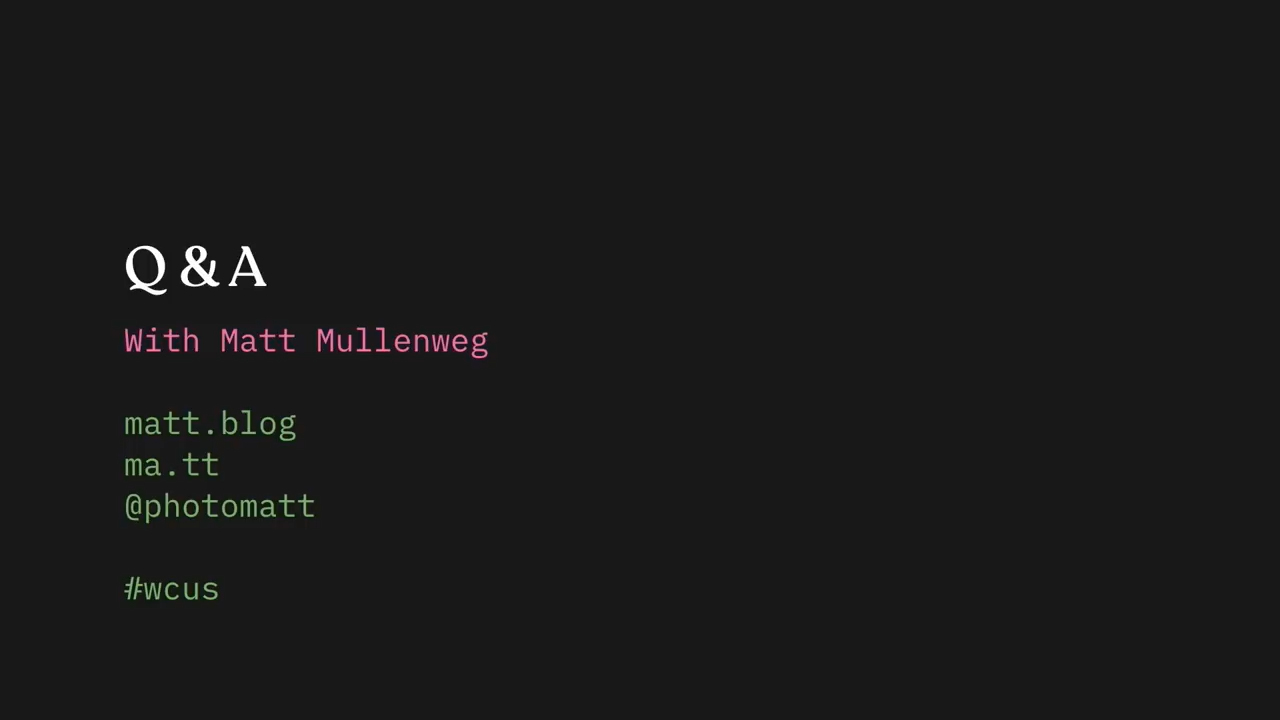 Q & A
With Matt Mullenweg
matt.blog
ma.tt
@photomatt
#wcus